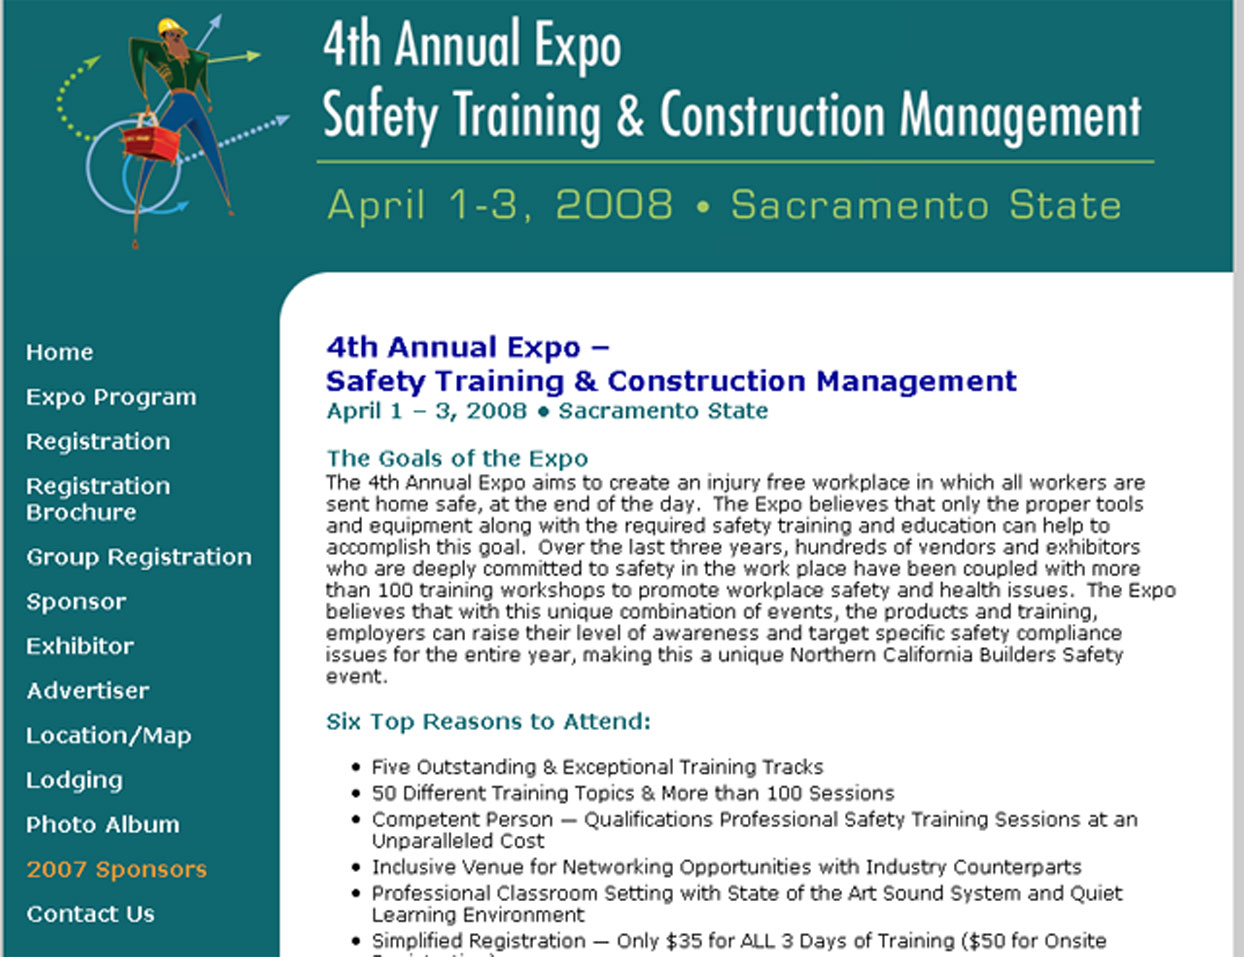 4th Annual Expo
Safety Training & Construction Management
April 1-3, 2008 • Sacramento State
Home
Expo Program
Registration
Registration
Brochure
Group Registration
Sponsor
Exhibitor
Advertiser
Location/Map
Lodging
Photo Album
2007 Sponsors
Contact Us
4th Annual Expo –
Safety Training & Construction Management
April 1 – 3, 2008 • Sacramento State
The Goals of the Expo
The 4th Annual Expo aims to create an injury free workplace in which all workers are
sent home safe, at the end of the day.  The Expo believes that only the proper tools
and equipment along with the required safety training and education can help to
accomplish this goal.  Over the last three years, hundreds of vendors and exhibitors
who are deeply committed to safety in the work place have been coupled with more
than 100 training workshops to promote workplace safety and health issues.  The Expo
believes that with this unique combination of events, the products and training,
employers can raise their level of awareness and target specific safety compliance
issues for the entire year, making this a unique Northern California Builders Safety
event.
Six Top Reasons to Attend:
• Five Outstanding & Exceptional Training Tracks
• 50 Different Training Topics & More than 100 Sessions
• Competent Person — Qualifications Professional Safety Training Sessions at an
Unparalleled Cost
• Inclusive Venue for Networking Opportunities with Industry Counterparts
• Professional Classroom Setting with State of the Art Sound System and Quiet
Learning Environment
• Simplified Registration — Only $35 for ALL 3 Days of Training ($50 for Onsite